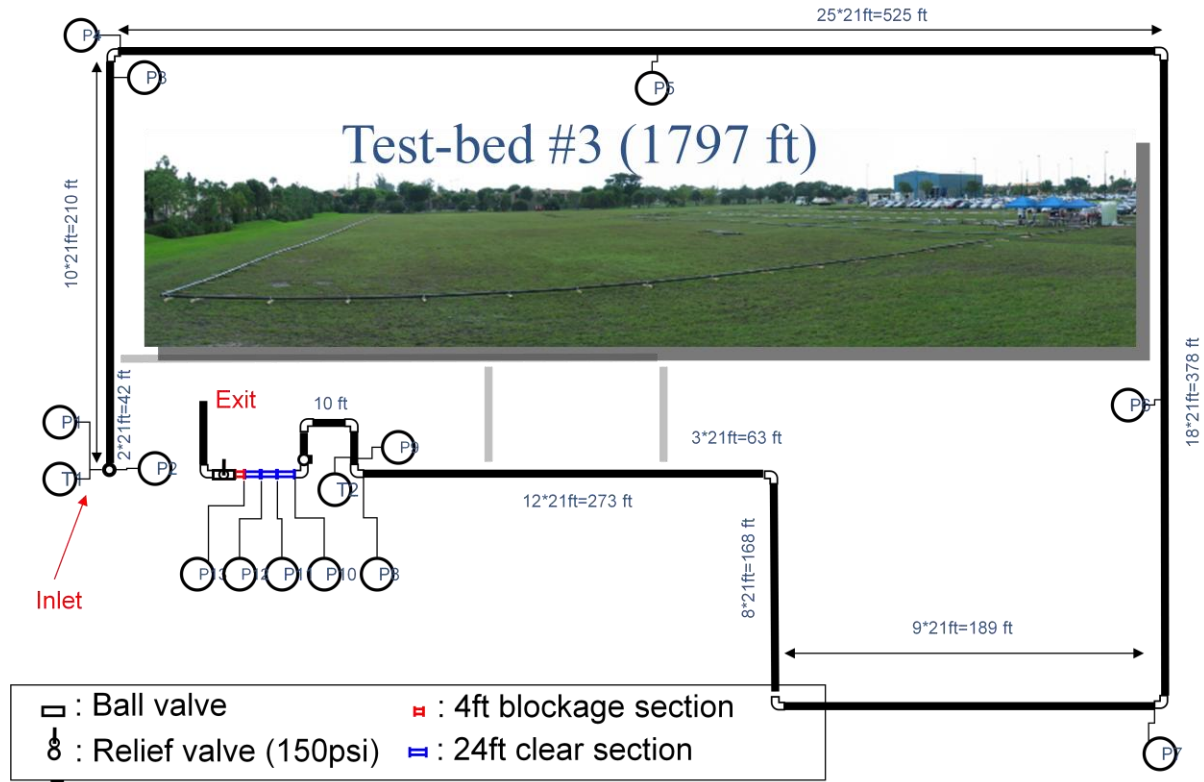 25*21ft=525 ft
P4
P3
P5
Test-bed #3 (1797 ft)
10*21ft=210 ft
2*21ft=42 ft
18*21ft=378 ft
P1
Exit
10 ft
P6
P2
P9
3*21ft=63 ft
T1
T2
12*21ft=273 ft
Inlet
P13
P12
P11
P10
P8
8*21ft=168 ft
9*21ft=189 ft
: Ball valve
: 4ft blockage section
: Relief valve (150psi)
: 24ft clear section
P7